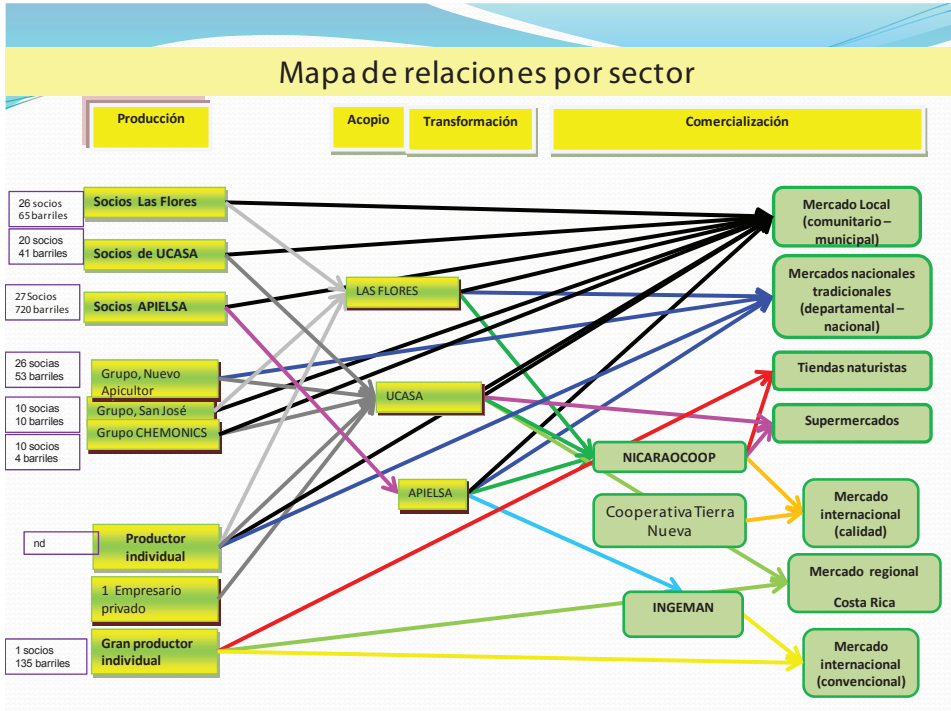 Mapa de relaciones por sector
Producción
Acopio
Transformación
Comercialización
26 socios
65 barriles
Socios Las Flores
20 socios
41 barriles
Socios de UCASA
27 Socios
720 barriles
Socios APIELSA
26 socias
53 barriles
Grupo, Nuevo
Apicultor
10 socias
10 barriles
Grupo, San José
10 socios
4 barriles
Grupo CHEMONICS
nd
Productor
individual
1 Empresario
privado
1 socios
135 barriles
Gran productor
individual
LAS FLORES
UCASA
APIELSA
NICARAOCOOP
Cooperativa Tierra
Nueva
INGEMAN
Mercado Local
(comunitario –
municipal)
Mercados nacionales
tradicionales
(departamental –
nacional)
Tiendas naturistas
Supermercados
Mercado
internacional
(calidad)
Mercado regional
Costa Rica
Mercado
internacional
(convencional)